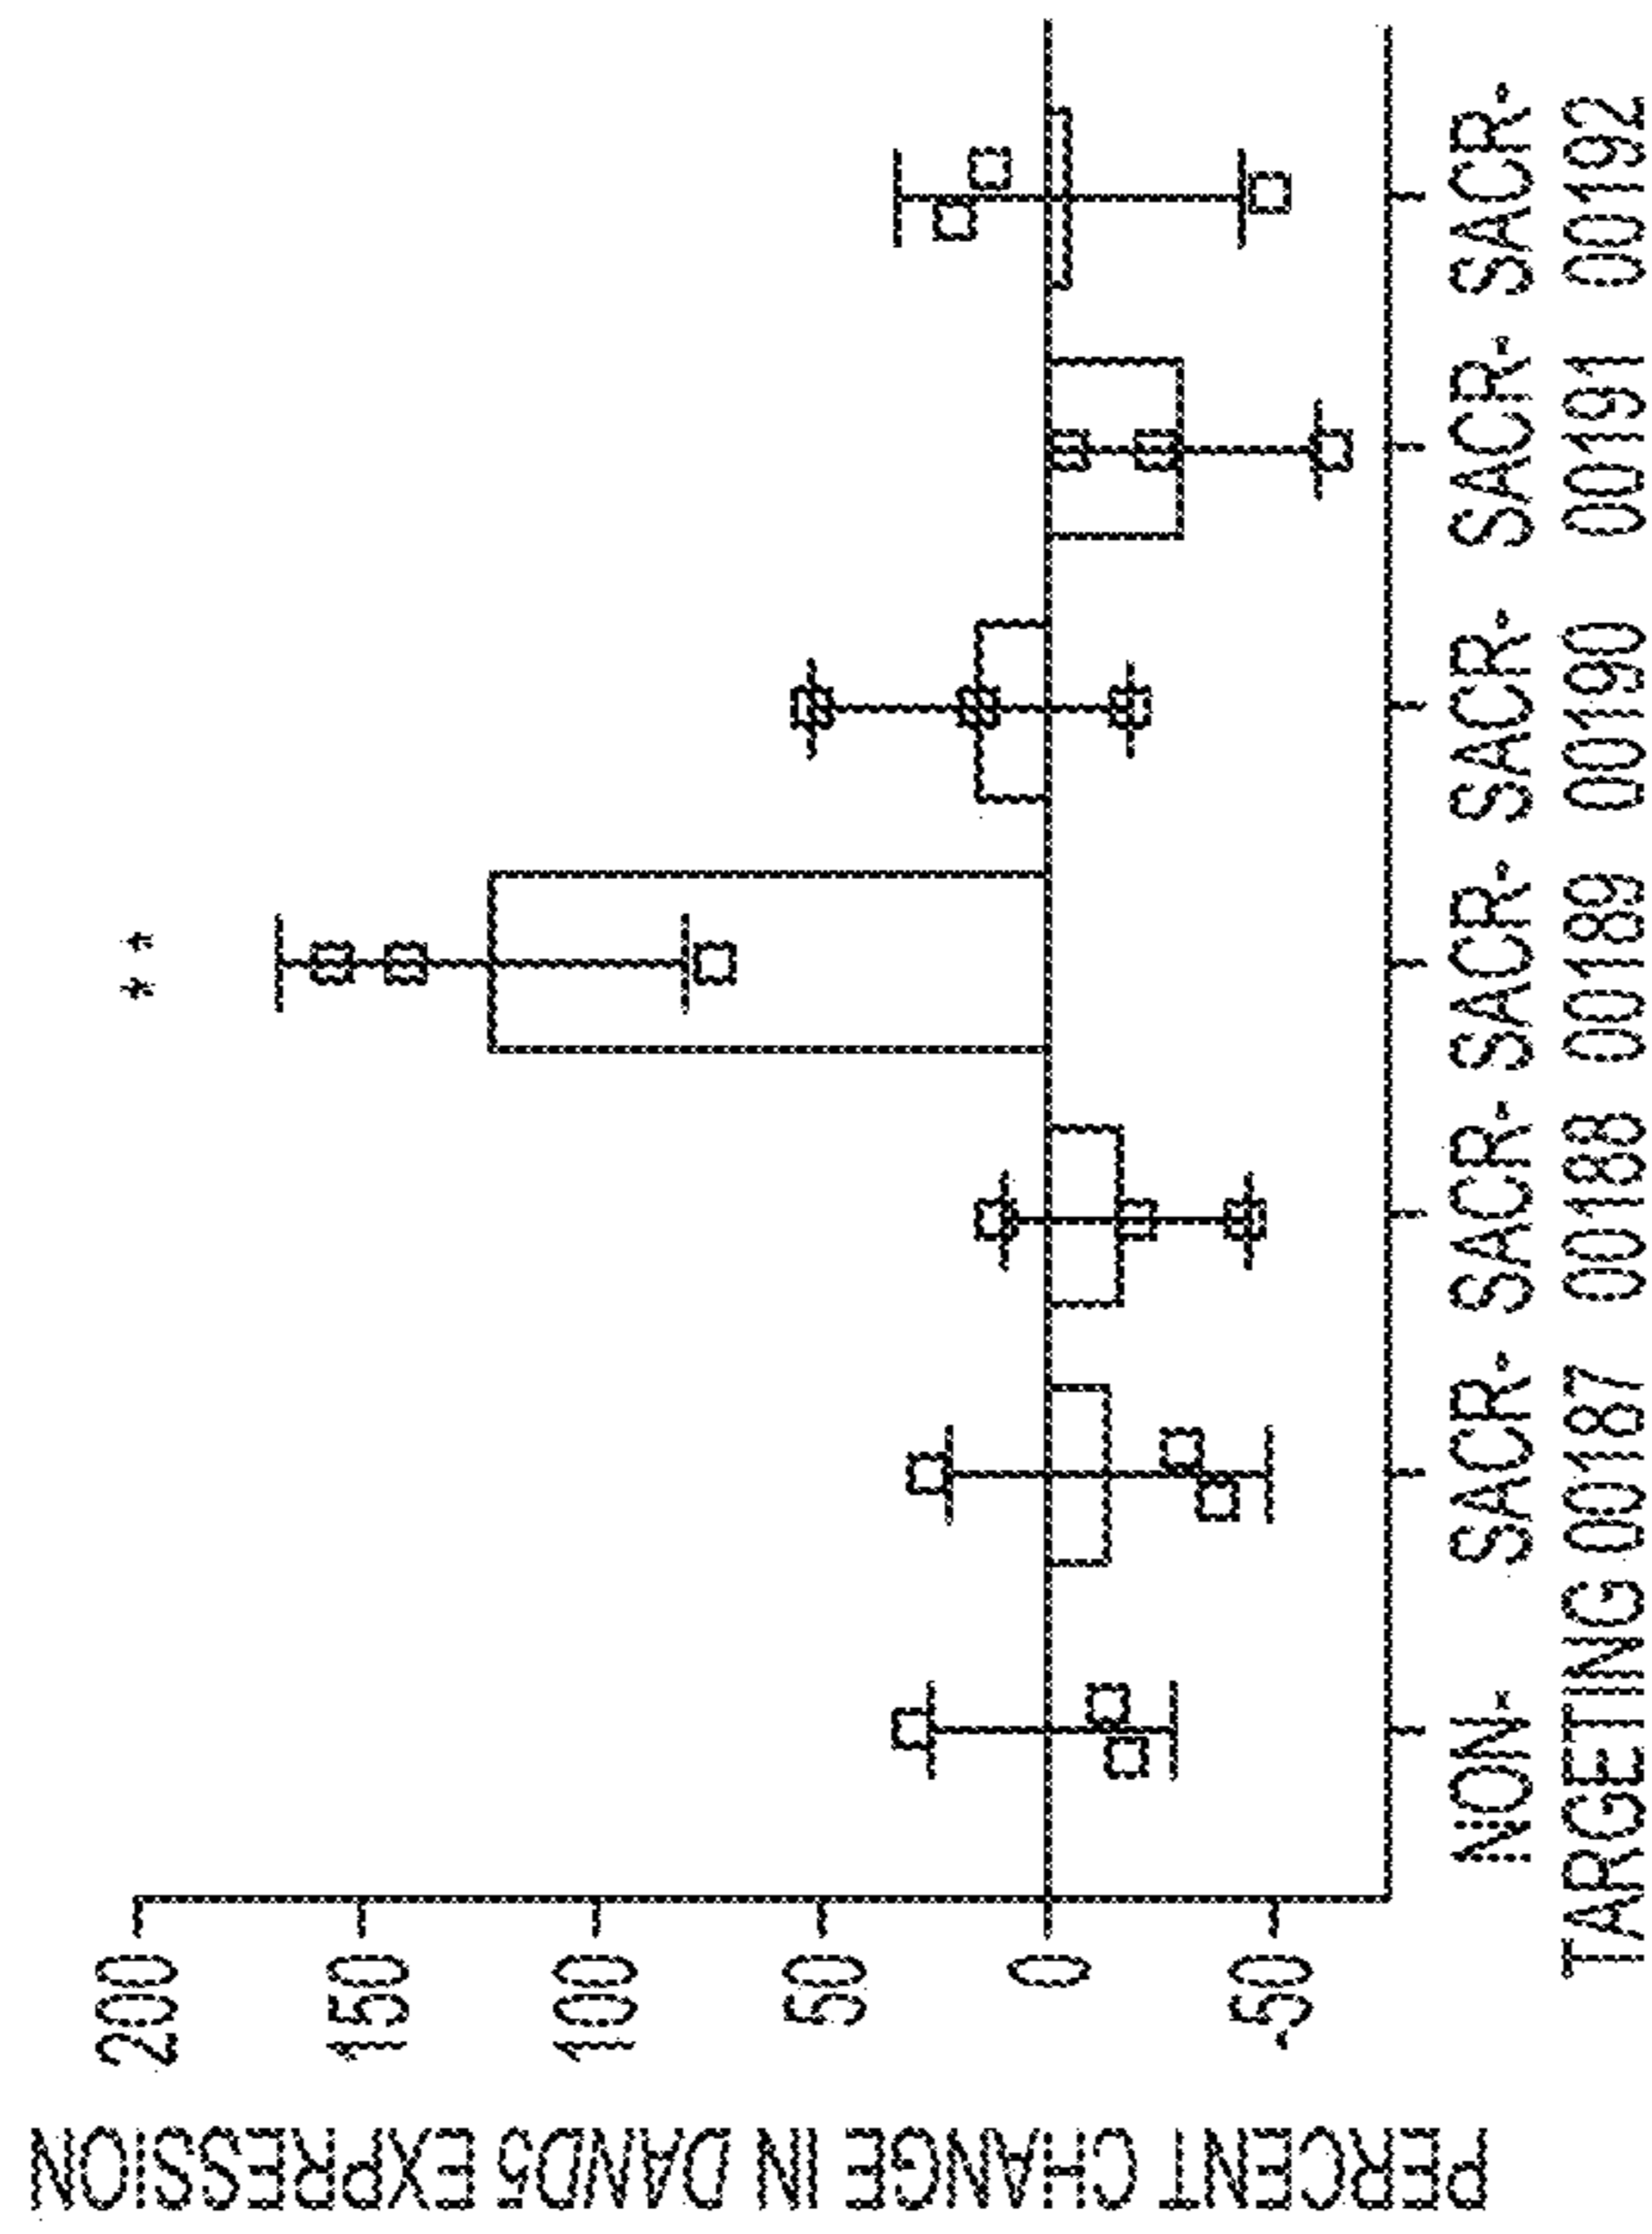 PERCENT CHANGE IN DAND5 EXPRESSION
200
150
100
50
0
-50
**
NON- SACR- SACR- SACR- SACR- SACR- SACR-
TARGETING 00187 00188 00189 00190 00191 00192